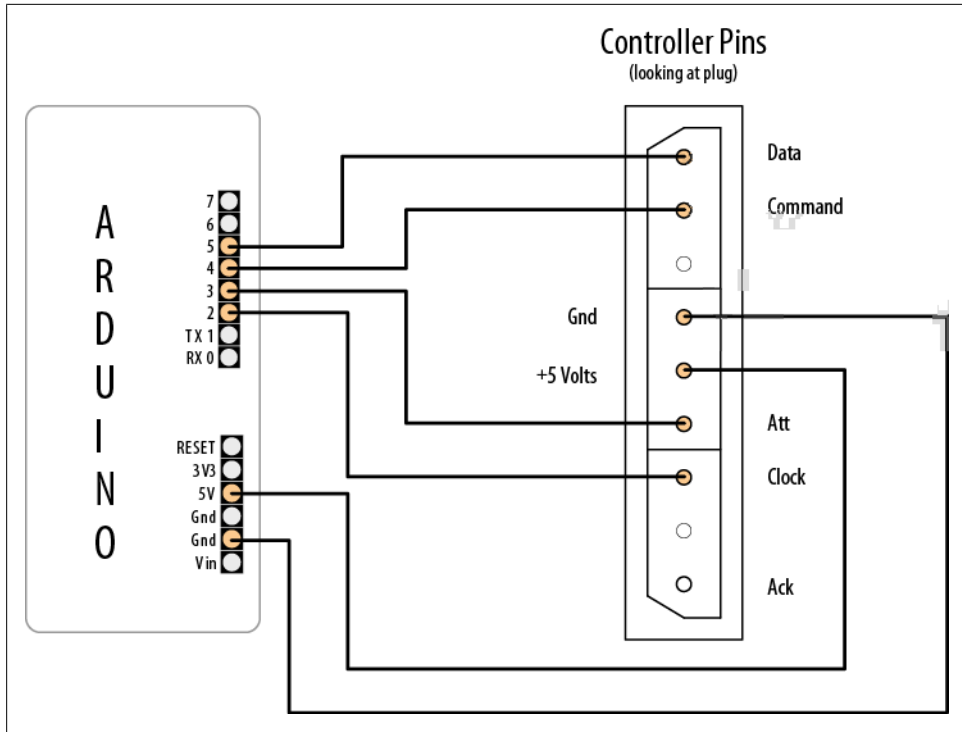 Controller Pins
(looking at plug)
ARDUINO
7
6
5
4
3
2
TX 1
RX 0
RESET
3V3
5V
Gnd
Gnd
Vin
Data
Command
Gnd
+5 Volts
Att
Clock
Ack